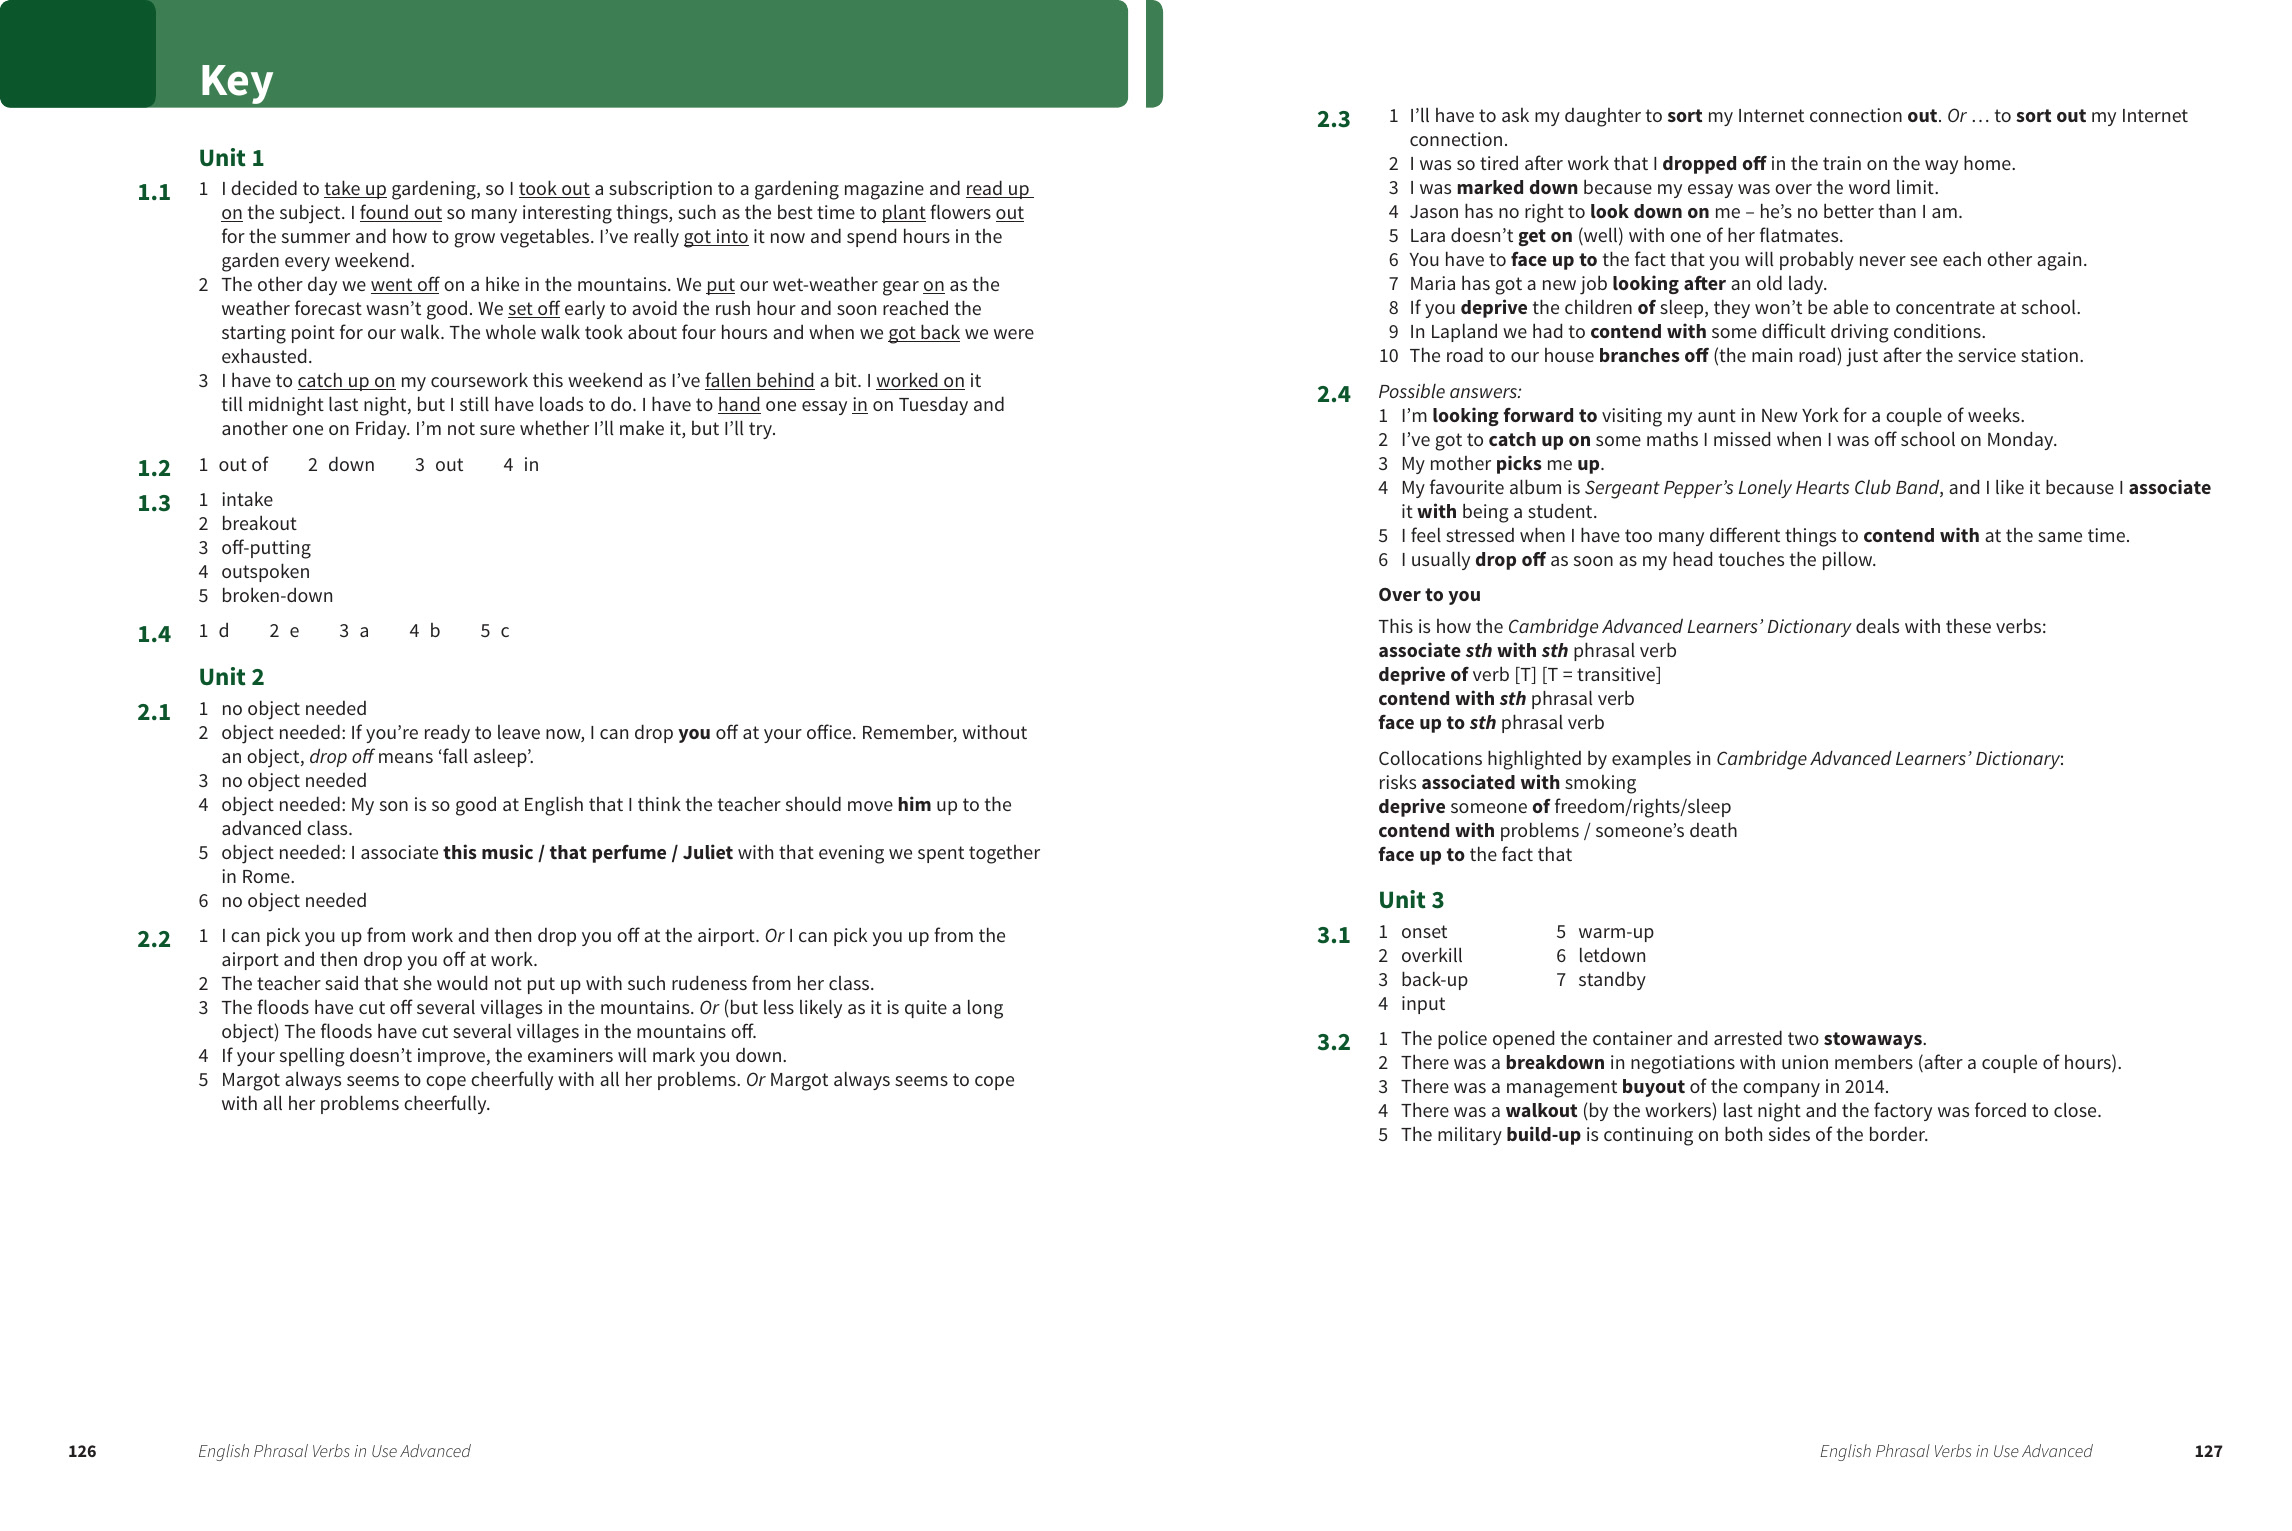 Key
Unit 1
1.1 1 I decided to take up gardening, so I took out a subscription to a gardening magazine and read up
on the subject. I found out so many interesting things, such as the best time to plant flowers out
for the summer and how to grow vegetables. I’ve really got into it now and spend hours in the
garden every weekend.
2 The other day we went off on a hike in the mountains. We put our wet-weather gear on as the
weather forecast wasn’t good. We set off early to avoid the rush hour and soon reached the
starting point for our walk. The whole walk took about four hours and when we got back we were
exhausted.
3 I have to catch up on my coursework this weekend as I’ve fallen behind a bit. I worked on it
till midnight last night, but I still have loads to do. I have to hand one essay in on Tuesday and
another one on Friday. I’m not sure whether I’ll make it, but I’ll try.
1.2 1 out of 2 down 3 out 4 in
1.3 1 intake
2 breakout
3 off-putting
4 outspoken
5 broken-down
1.4 1 d 2 e 3 a 4 b 5 c
Unit 2
2.1 1 no object needed
2 object needed: If you’re ready to leave now, I can drop you off at your office. Remember, without
an object, drop off means ‘fall asleep’.
3 no object needed
4 object needed: My son is so good at English that I think the teacher should move him up to the
advanced class.
5 object needed: I associate this music / that perfume / Juliet with that evening we spent together
in Rome.
6 no object needed
2.2 1 I can pick you up from work and then drop you off at the airport. Or I can pick you up from the
airport and then drop you off at work.
2 The teacher said that she would not put up with such rudeness from her class.
3 The floods have cut off several villages in the mountains. Or (but less likely as it is quite a long
object) The floods have cut several villages in the mountains off.
4 If your spelling doesn’t improve, the examiners will mark you down.
5 Margot always seems to cope cheerfully with all her problems. Or Margot always seems to cope
with all her problems cheerfully.
126 English Phrasal Verbs in Use Advanced
2.3 1 I’ll have to ask my daughter to sort my Internet connection out. Or … to sort out my Internet
connection.
2 I was so tired after work that I dropped off in the train on the way home.
3 I was marked down because my essay was over the word limit.
4 Jason has no right to look down on me – he’s no better than I am.
5 Lara doesn’t get on (well) with one of her flatmates.
6 You have to face up to the fact that you will probably never see each other again.
7 Maria has got a new job looking after an old lady.
8 If you deprive the children of sleep, they won’t be able to concentrate at school.
9 In Lapland we had to contend with some difficult driving conditions.
10 The road to our house branches off (the main road) just after the service station.
2.4 Possible answers:
1 I’m looking forward to visiting my aunt in New York for a couple of weeks.
2 I’ve got to catch up on some maths I missed when I was off school on Monday.
3 My mother picks me up.
4 My favourite album is Sergeant Pepper’s Lonely Hearts Club Band, and I like it because I associate
it with being a student.
5 I feel stressed when I have too many different things to contend with at the same time.
6 I usually drop off as soon as my head touches the pillow.
Over to you
This is how the Cambridge Advanced Learners’ Dictionary deals with these verbs:
associate sth with sth phrasal verb
deprive of verb [T] [T = transitive]
contend with sth phrasal verb
face up to sth phrasal verb
Collocations highlighted by examples in Cambridge Advanced Learners’ Dictionary:
risks associated with smoking
deprive someone of freedom/rights/sleep
contend with problems / someone’s death
face up to the fact that
Unit 3
3.1 1 onset 5 warm-up
2 overkill 6 letdown
3 back-up 7 standby
4 input
3.2 1 The police opened the container and arrested two stowaways.
2 There was a breakdown in negotiations with union members (after a couple of hours).
3 There was a management buyout of the company in 2014.
4 There was a walkout (by the workers) last night and the factory was forced to close.
5 The military build-up is continuing on both sides of the border.
English Phrasal Verbs in Use Advanced 127